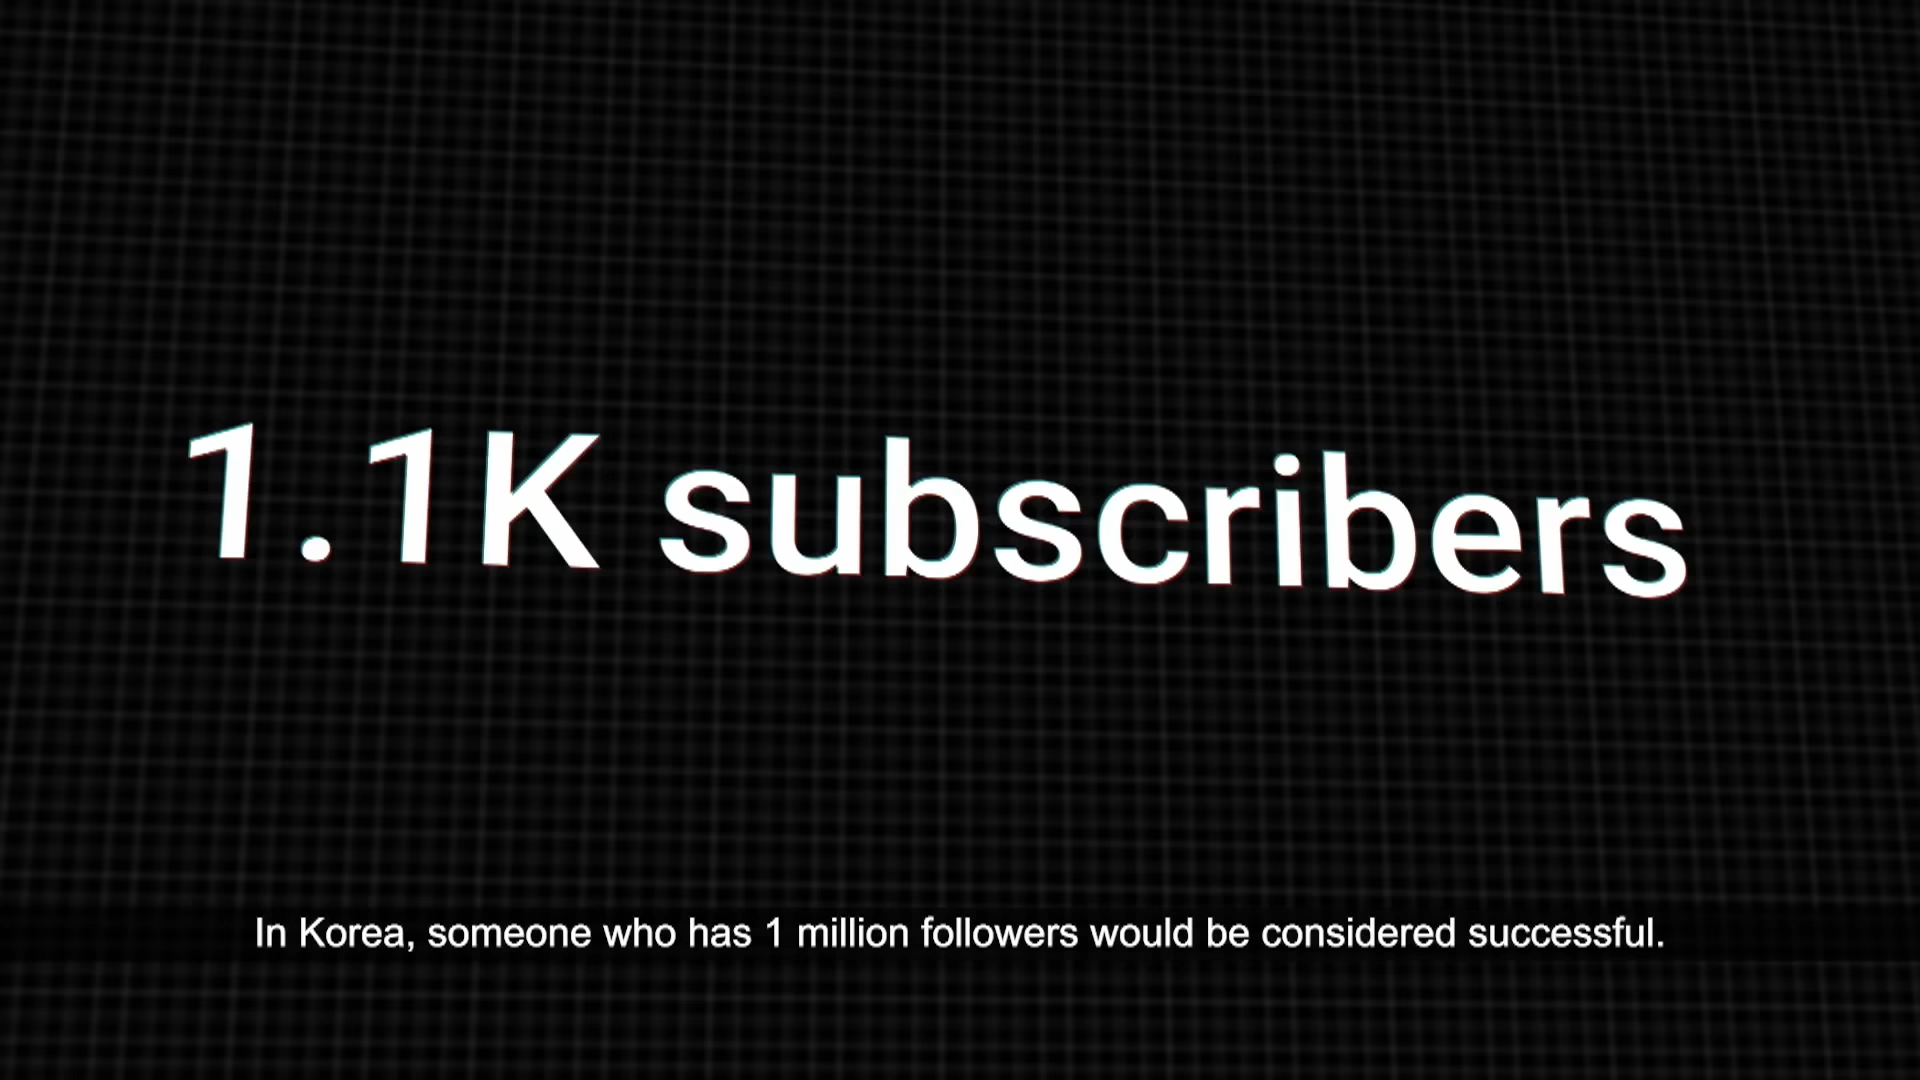 1.1K subscribers
In Korea, someone who has 1 million followers would be considered successful.